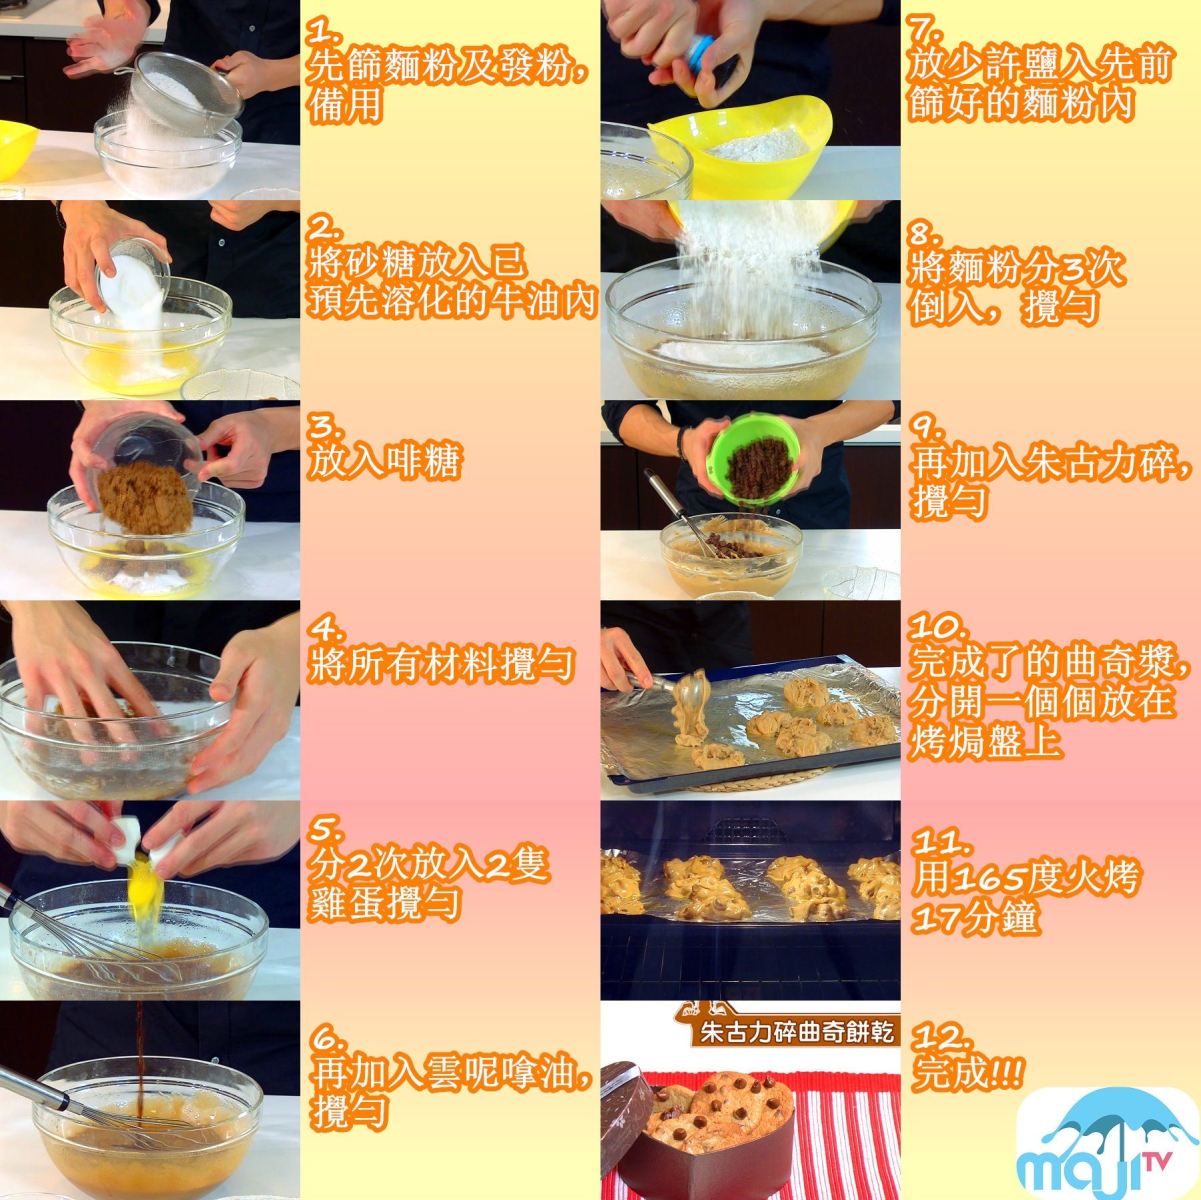 1.
先篩麵粉及發粉，
備用
2.
將砂糖放入已
預先溶化的牛油內
3.
放入啡糖
4.
將所有材料攪勻
5.
分2次放入2隻
雞蛋攪勻
6.
再加入雲呢嗱油，
攪勻
7.
放少許鹽入先前
篩好的麵粉內
8.
將麵粉分3次
倒入，攪勻
9.
再加入朱古力碎，
攪勻
10.
完成了的曲奇漿，
分開一個個放在
烤焗盤上
11.
用165度火烤
17分鐘
朱古力碎曲奇餅乾
12.
完成!!!
maji TV